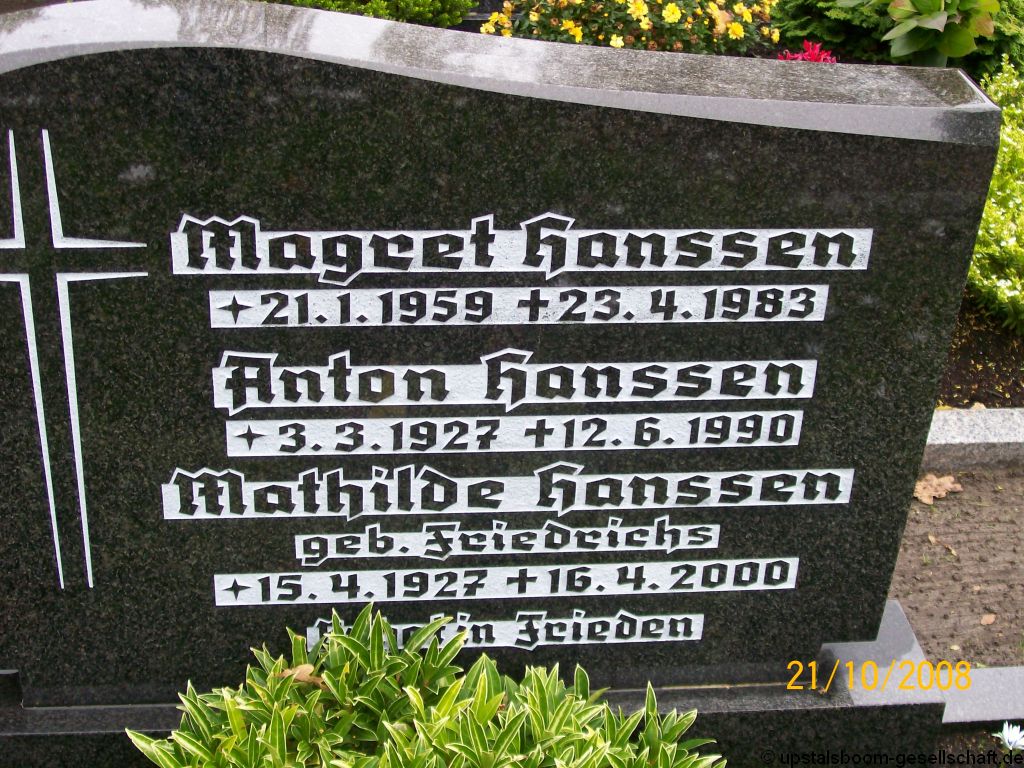 Magret Hanssen
✦ 21.1.1959 ✝ 23.4.1983
Anton Hanssen
✦ 3.3.1927 ✝ 12.6.1990
Mathilde Hanssen
geb. Friedrichs
✦ 15.4.1927 ✝ 16.4.2000
in Frieden
21/10/2008
© upstalsboom-gesellschaft.de